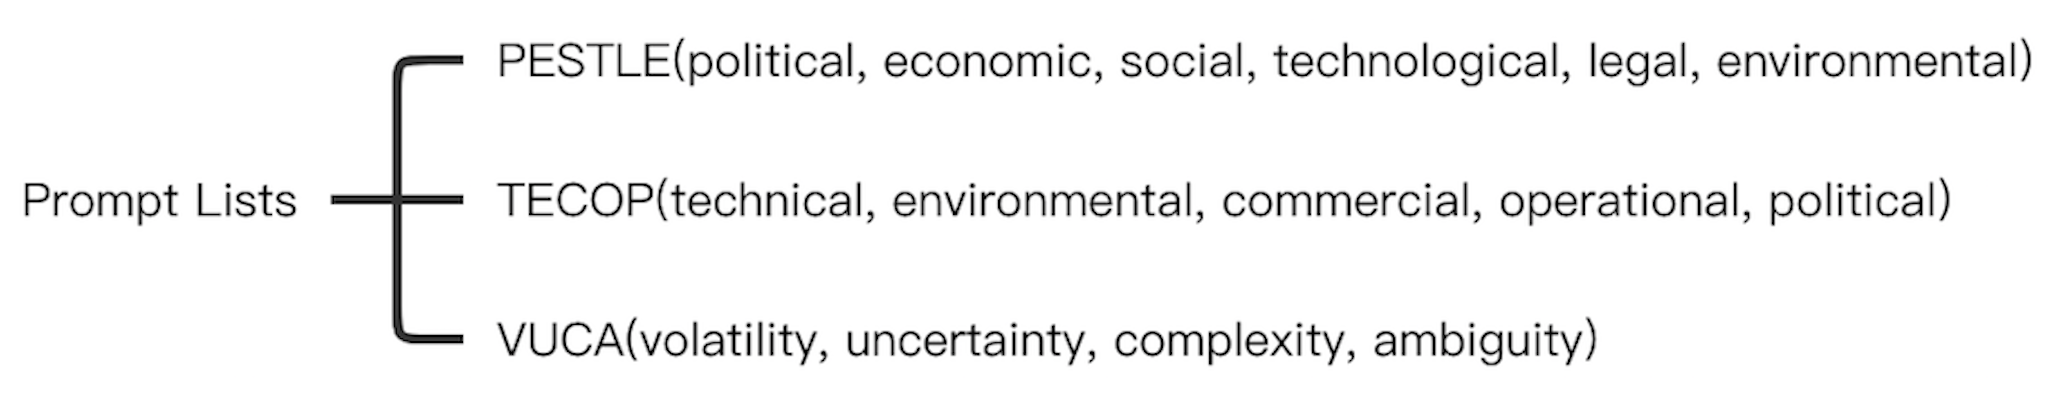 PESTLE(political, economic, social, technological, legal, environmental)
Prompt Lists
TECOP(technical, environmental, commercial, operational, political)
VUCA(volatility, uncertainty, complexity, ambiguity)